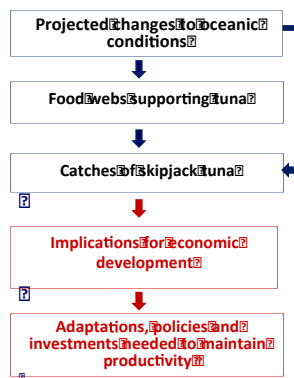 Projected changes to oceanic
conditions
Food webs supporting tuna
Catches of skipjack tuna
Implications for economic
development
Adaptations, policies and
investments needed to maintain
productivity